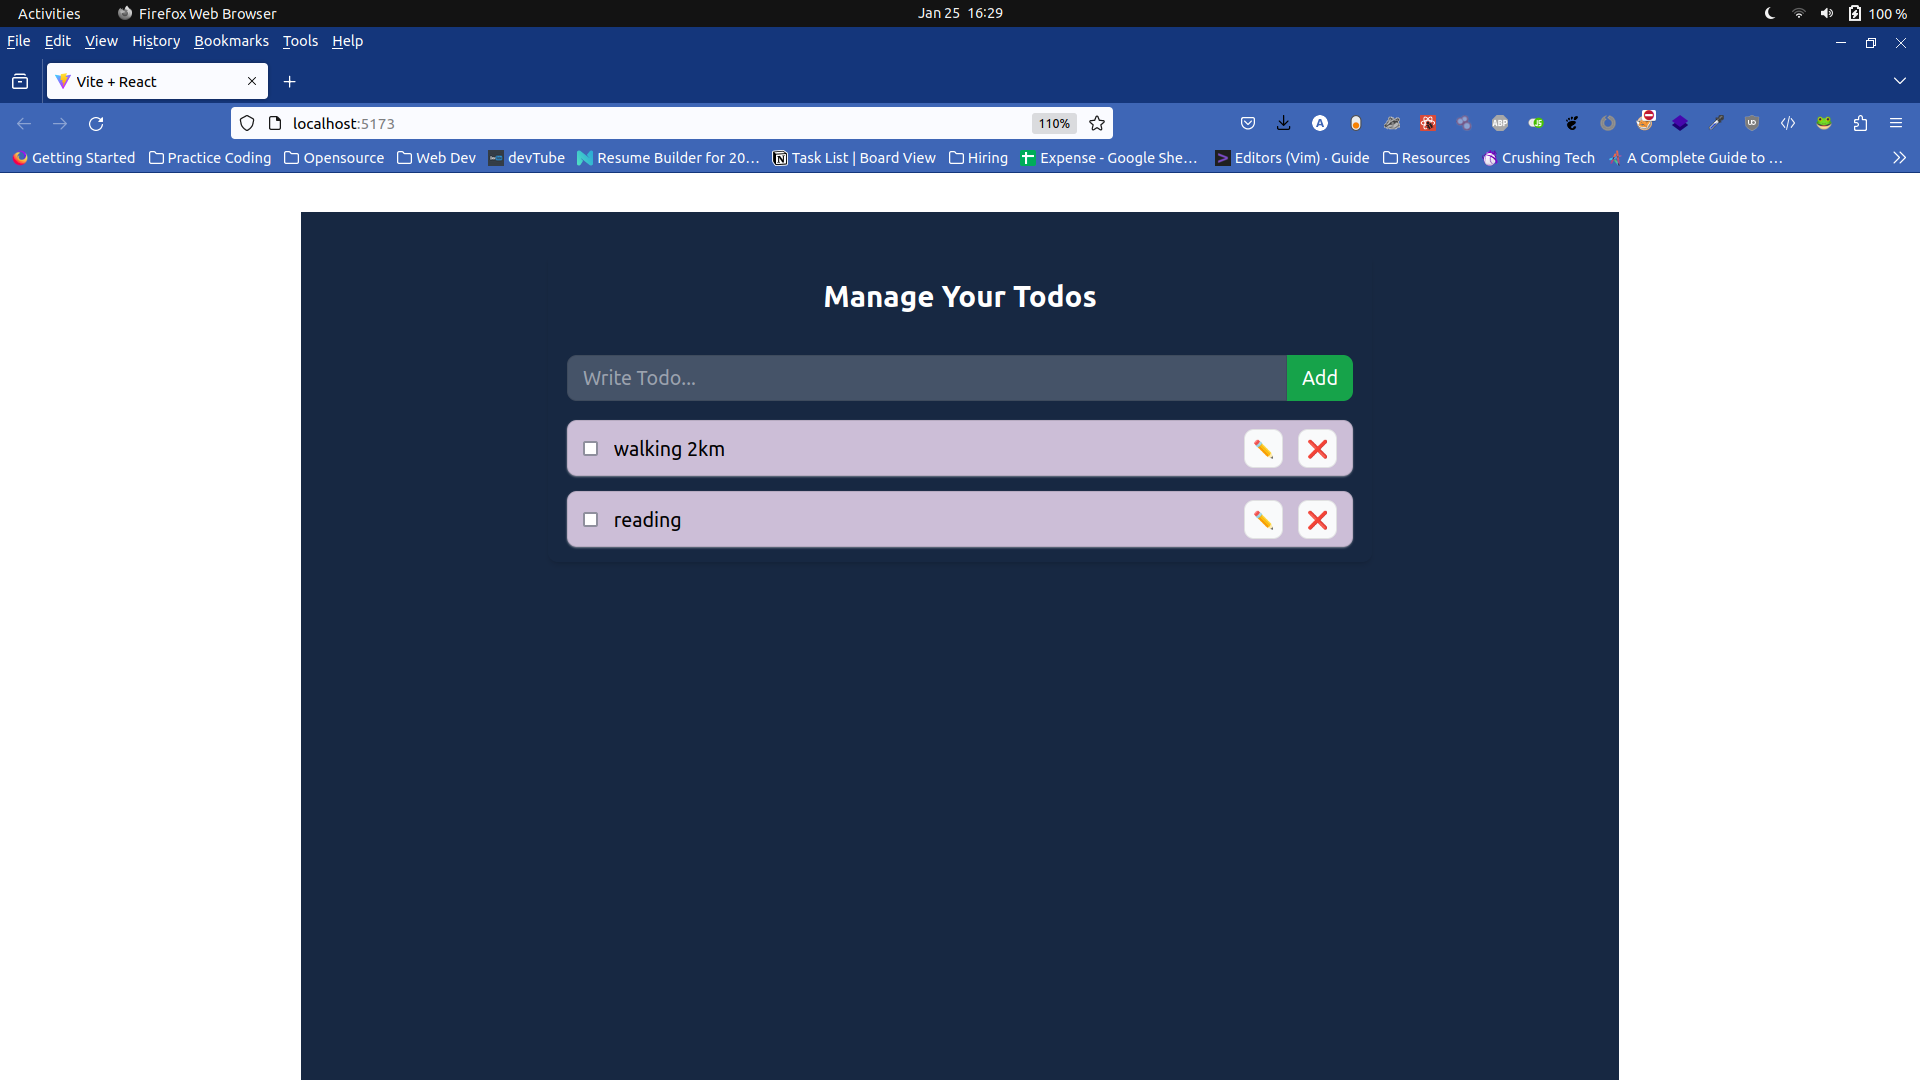 Activities Firefox Web Browser Jan 25 16:29 100 %
File Edit View History Bookmarks Tools Help
Vite + React
localhost:5173 110%
Getting Started Practice Coding Opensource Web Dev devTube Resume Builder for 20... Task List | Board View Hiring Expense - Google She... Editors (Vim) · Guide Resources Crushing Tech A Complete Guide to ...
Manage Your Todos
Write Todo... Add
walking 2km
reading